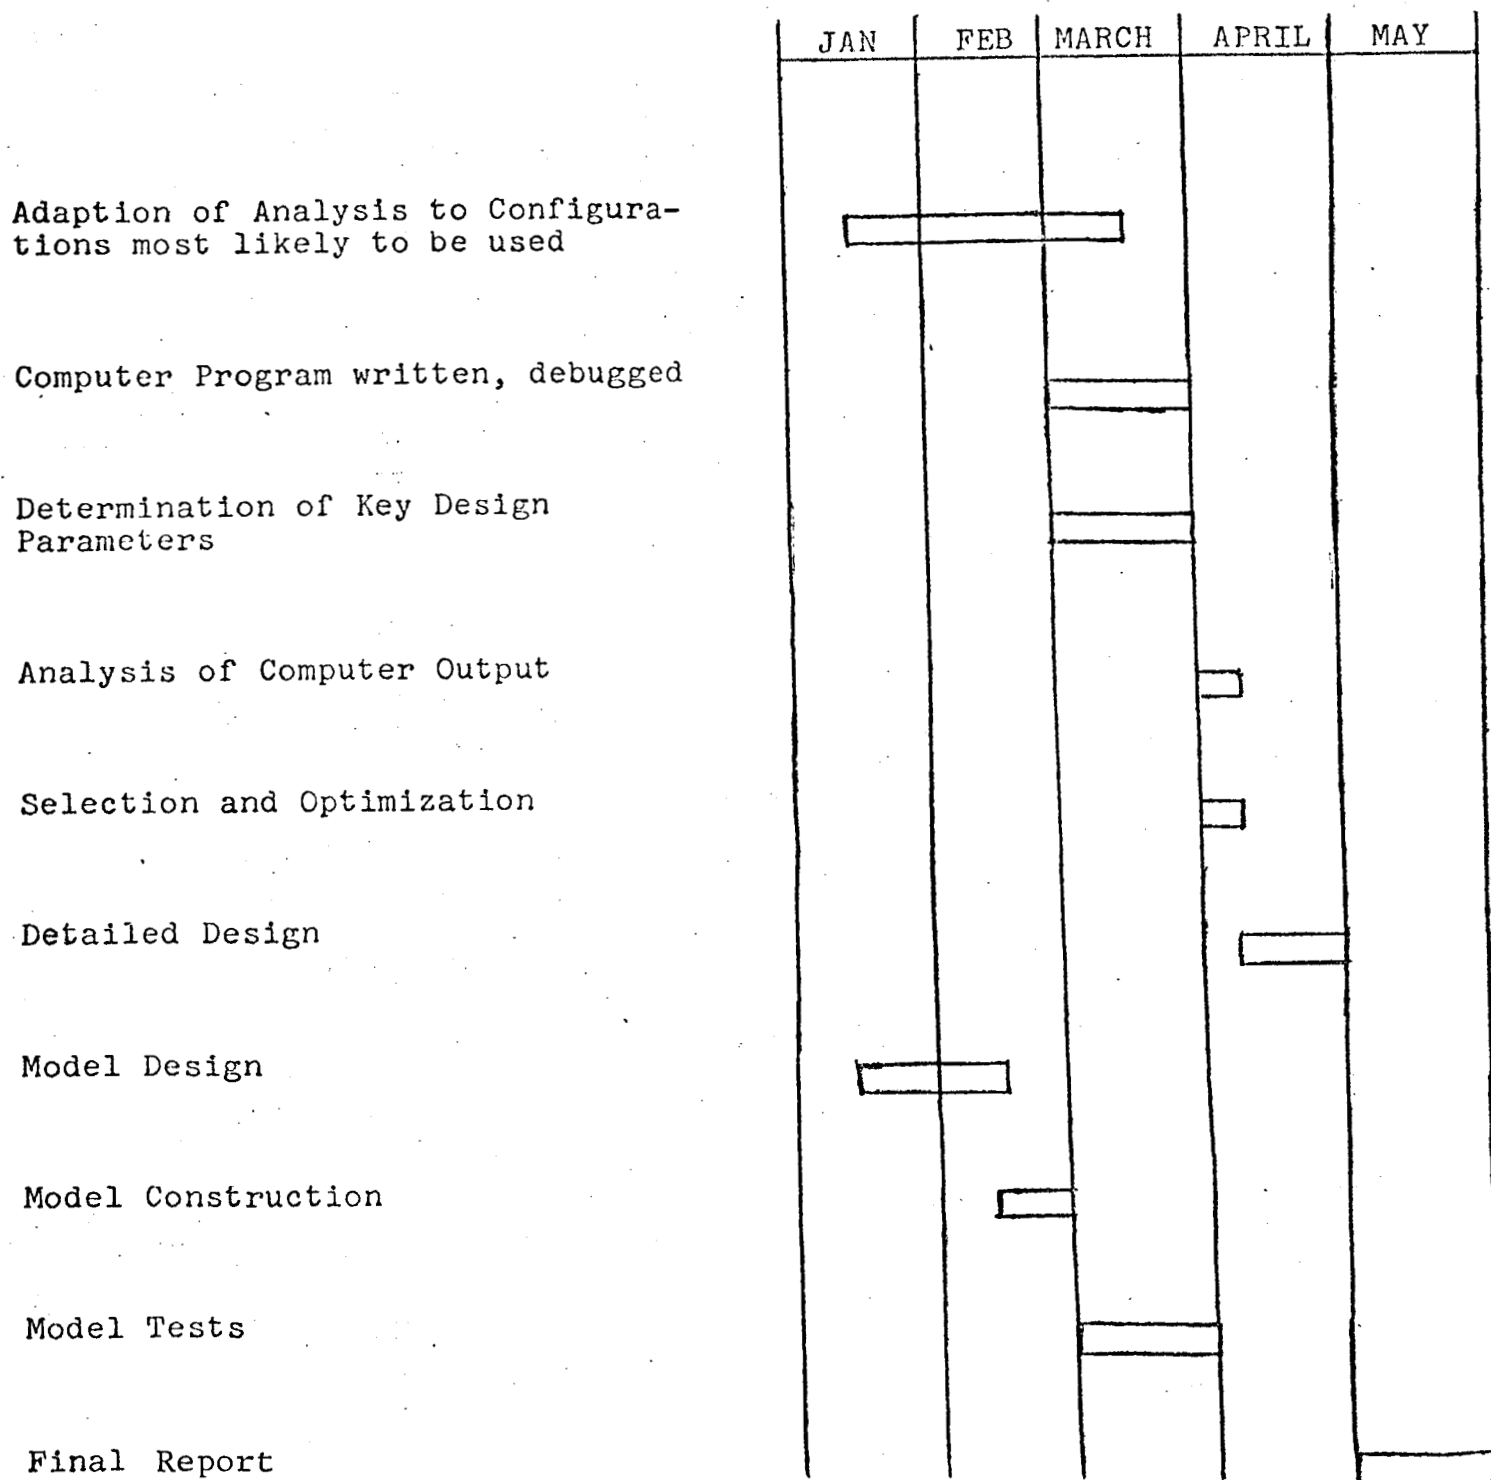 JAN FEB MARCH APRIL MAY
Adaption of Analysis to Configura-
tions most likely to be used
Computer Program written, debugged
Determination of Key Design
Parameters
Analysis of Computer Output
Selection and Optimization
Detailed Design
Model Design
Model Construction
Model Tests
Final Report